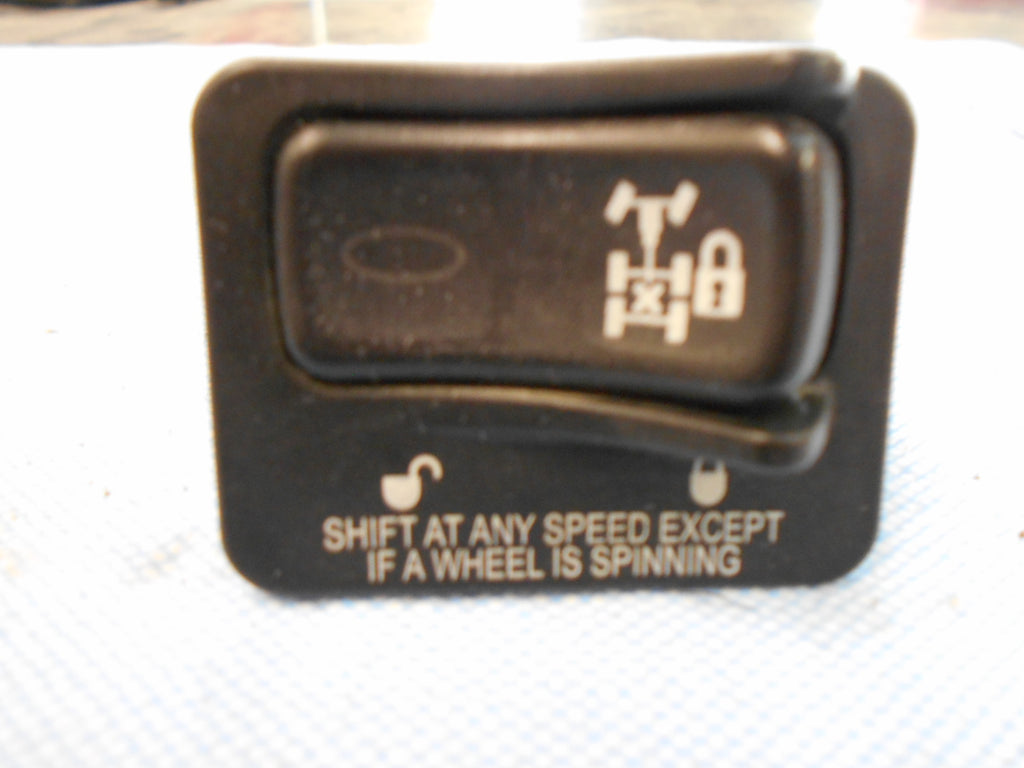 SHIFT AT ANY SPEED EXCEPT
IF A WHEEL IS SPINNING